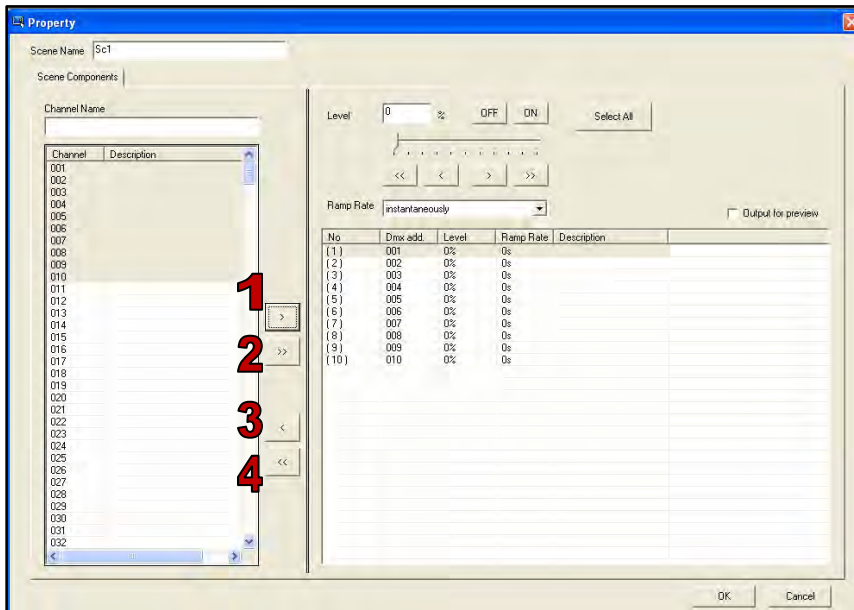 Property
Scene Name Sc1
Scene Components
Channel Name
Channel Description
001
002
003
004
005
006
007
008
009
010
011
012
013
014
015
016
017
018
019
020
021
022
023
024
025
026
027
028
029
030
031
032
1 >
2 >>
3 <
4 <<
Level 0 % OFF ON Select All
<< < > >>
Ramp Rate instantaneously
Output for preview
No Dmx add. Level Ramp Rate Description
(1) 001 0% 0s
(2) 002 0% 0s
(3) 003 0% 0s
(4) 004 0% 0s
(5) 005 0% 0s
(6) 006 0% 0s
(7) 007 0% 0s
(8) 008 0% 0s
(9) 009 0% 0s
(10) 010 0% 0s
OK Cancel